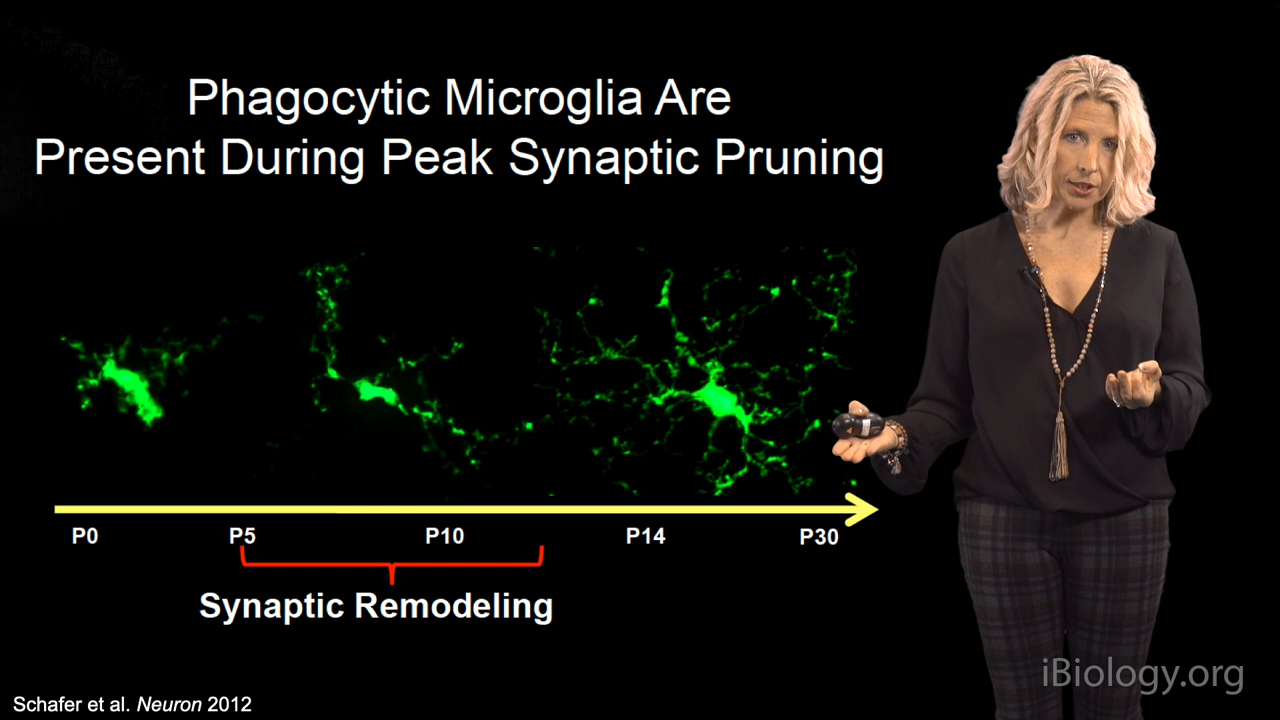 Phagocytic Microglia Are
Present During Peak Synaptic Pruning
P0 P5 P10 P14 P30
Synaptic Remodeling
iBiology.org
Schafer et al. Neuron 2012